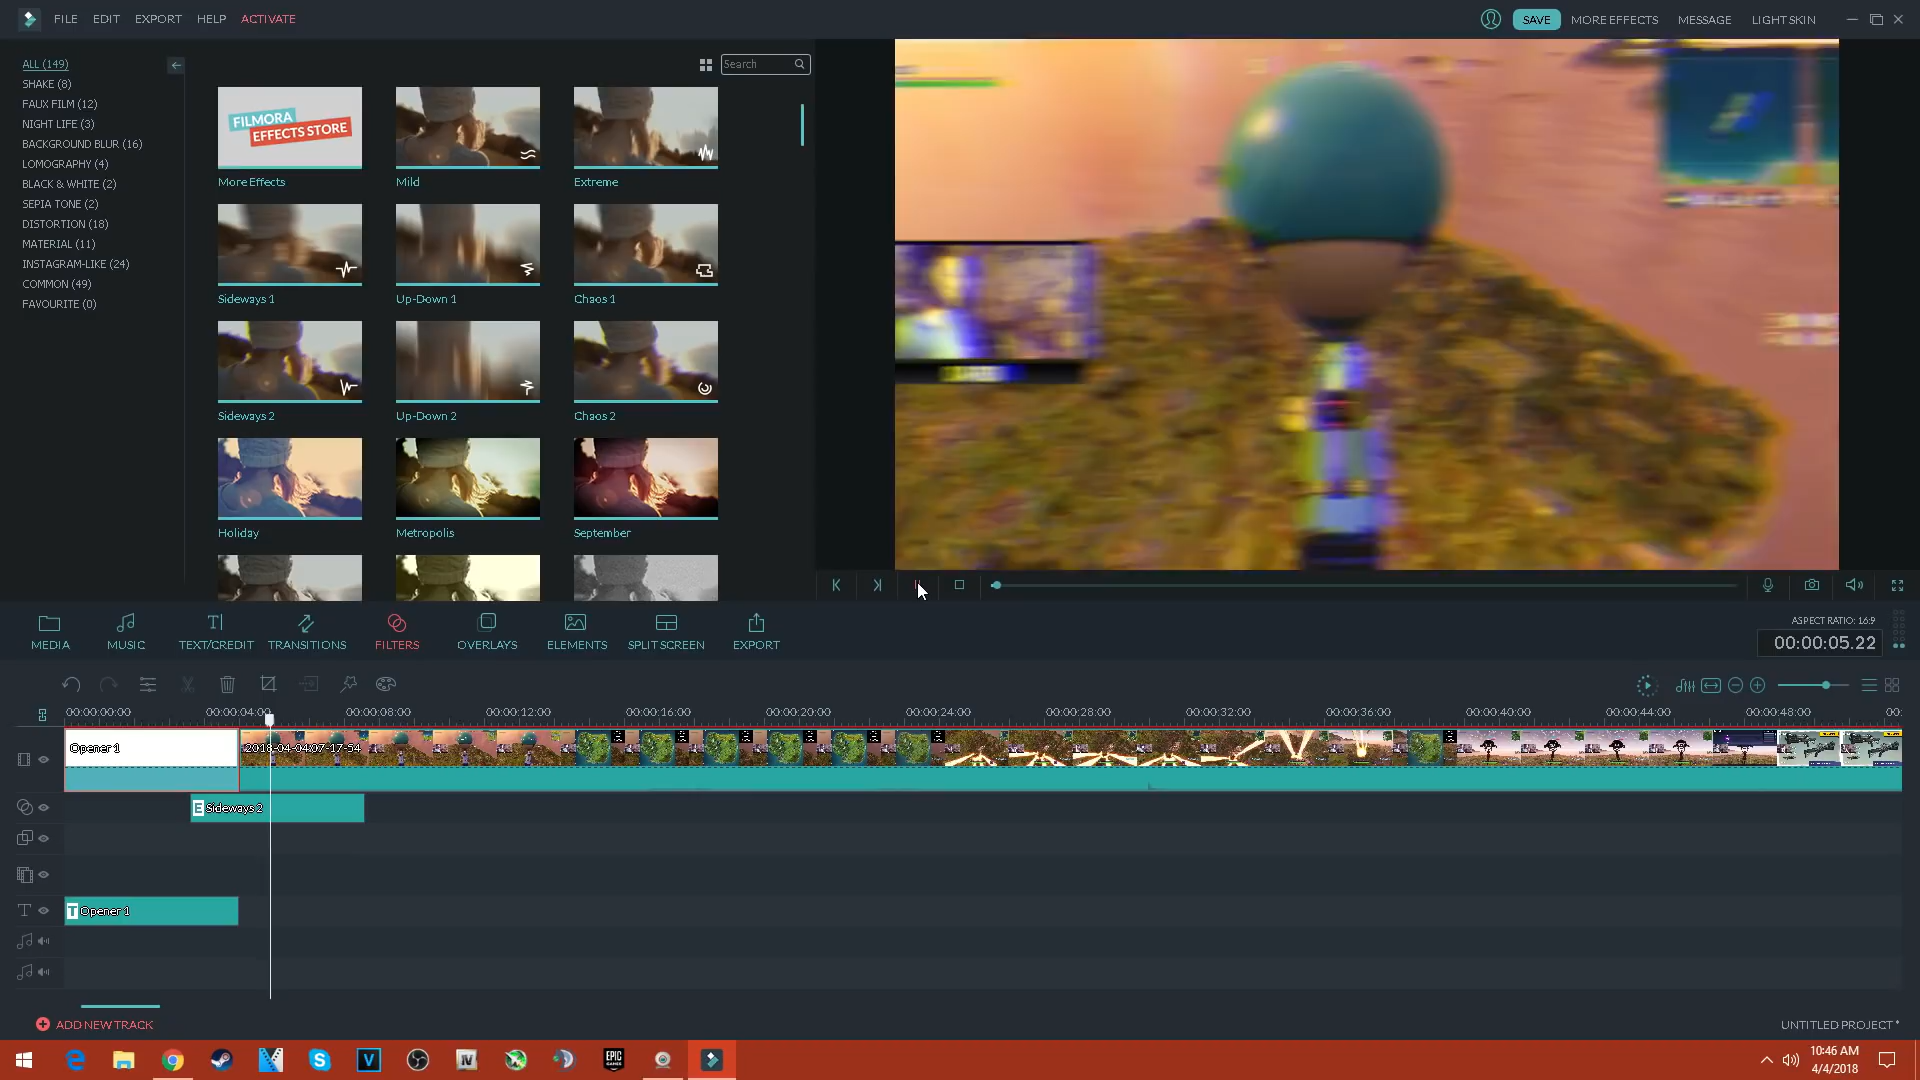 FILE EDIT EXPORT HELP ACTIVATE
SAVE MORE EFFECTS MESSAGE LIGHT SKIN
ALL (149)
SHAKE (8)
FAUX FILM (12)
NIGHT LIFE (3)
BACKGROUND BLUR (16)
LOMOGRAPHY (4)
BLACK & WHITE (2)
SEPIA TONE (2)
DISTORTION (18)
MATERIAL (11)
INSTAGRAM-LIKE (24)
COMMON (49)
FAVOURITE (0)
Search
FILMORA
EFFECTS STORE
More Effects Mild Extreme
Sideways 1 Up-Down 1 Chaos 1
Sideways 2 Up-Down 2 Chaos 2
Holiday Metropolis September
MEDIA MUSIC TEXT/CREDIT TRANSITIONS FILTERS OVERLAYS ELEMENTS SPLIT SCREEN EXPORT
ASPECT RATIO: 16:9
00:00:05.22
00:00:00:00 00:00:04:00 00:00:08:00 00:00:12:00 00:00:16:00 00:00:20:00 00:00:24:00 00:00:28:00 00:00:32:00 00:00:36:00 00:00:40:00 00:00:44:00 00:00:48:00 00:
Opener 1 2018-04-04 07-17-54
E Sideways 2
T Opener 1
ADD NEW TRACK
UNTITLED PROJECT *
EPIC GAMES
IV
V
10:46 AM
4/4/2018